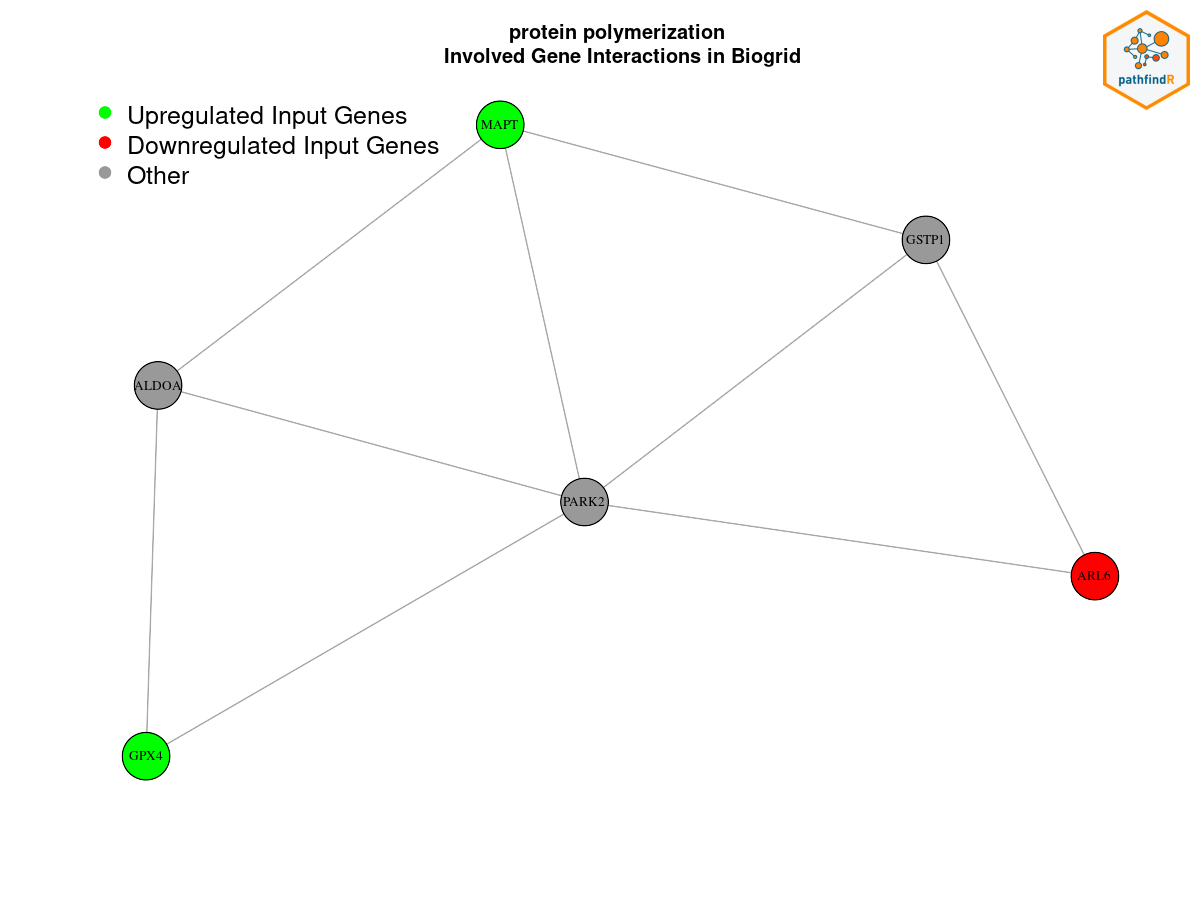 protein polymerization
Involved Gene Interactions in Biogrid
pathfindR
Upregulated Input Genes
Downregulated Input Genes
Other
MAPT
GSTP1
ALDOA
PARK2
ARL6
GPX4